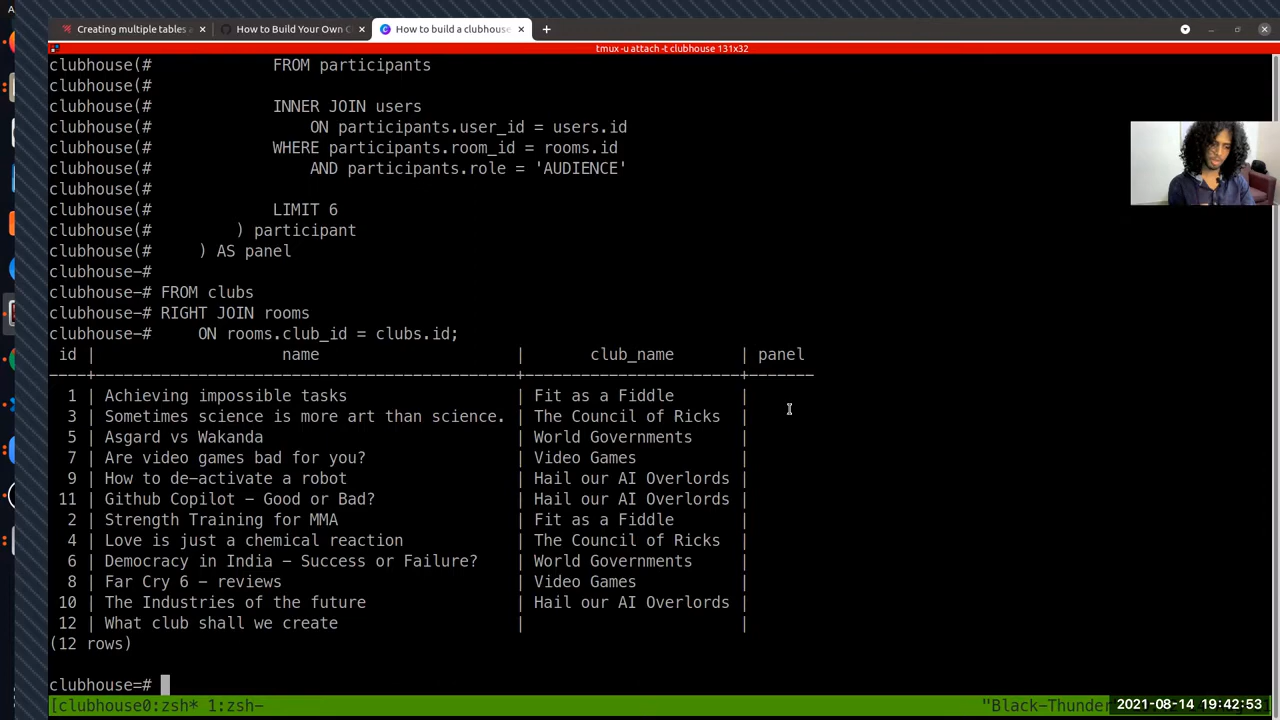 Creating multiple tables
How to Build Your Own C
How to build a clubhouse
tmux -u attach -t clubhouse 131x32
clubhouse(#             FROM participants
clubhouse(#
clubhouse(#             INNER JOIN users
clubhouse(#                 ON participants.user_id = users.id
clubhouse(#             WHERE participants.room_id = rooms.id
clubhouse(#                 AND participants.role = 'AUDIENCE'
clubhouse(#
clubhouse(#             LIMIT 6
clubhouse(#         ) participant
clubhouse(#     ) AS panel
clubhouse-#
clubhouse-# FROM clubs
clubhouse-# RIGHT JOIN rooms
clubhouse-#     ON rooms.club_id = clubs.id;
 id |                    name                    |       club_name       | panel
----+--------------------------------------------+-----------------------+-------
  1 | Achieving impossible tasks                 | Fit as a Fiddle       |
  3 | Sometimes science is more art than science. | The Council of Ricks  |
  5 | Asgard vs Wakanda                          | World Governments     |
  7 | Are video games bad for you?               | Video Games           |
  9 | How to de-activate a robot                 | Hail our AI Overlords |
 11 | Github Copilot - Good or Bad?              | Hail our AI Overlords |
  2 | Strength Training for MMA                  | Fit as a Fiddle       |
  4 | Love is just a chemical reaction           | The Council of Ricks  |
  6 | Democracy in India - Success or Failure?   | World Governments     |
  8 | Far Cry 6 - reviews                        | Video Games           |
 10 | The Industries of the future               | Hail our AI Overlords |
 12 | What club shall we create                  |                       |
(12 rows)
clubhouse=#
[clubhouse0:zsh* 1:zsh- "Black-Thunder 2021-08-14 19:42:53